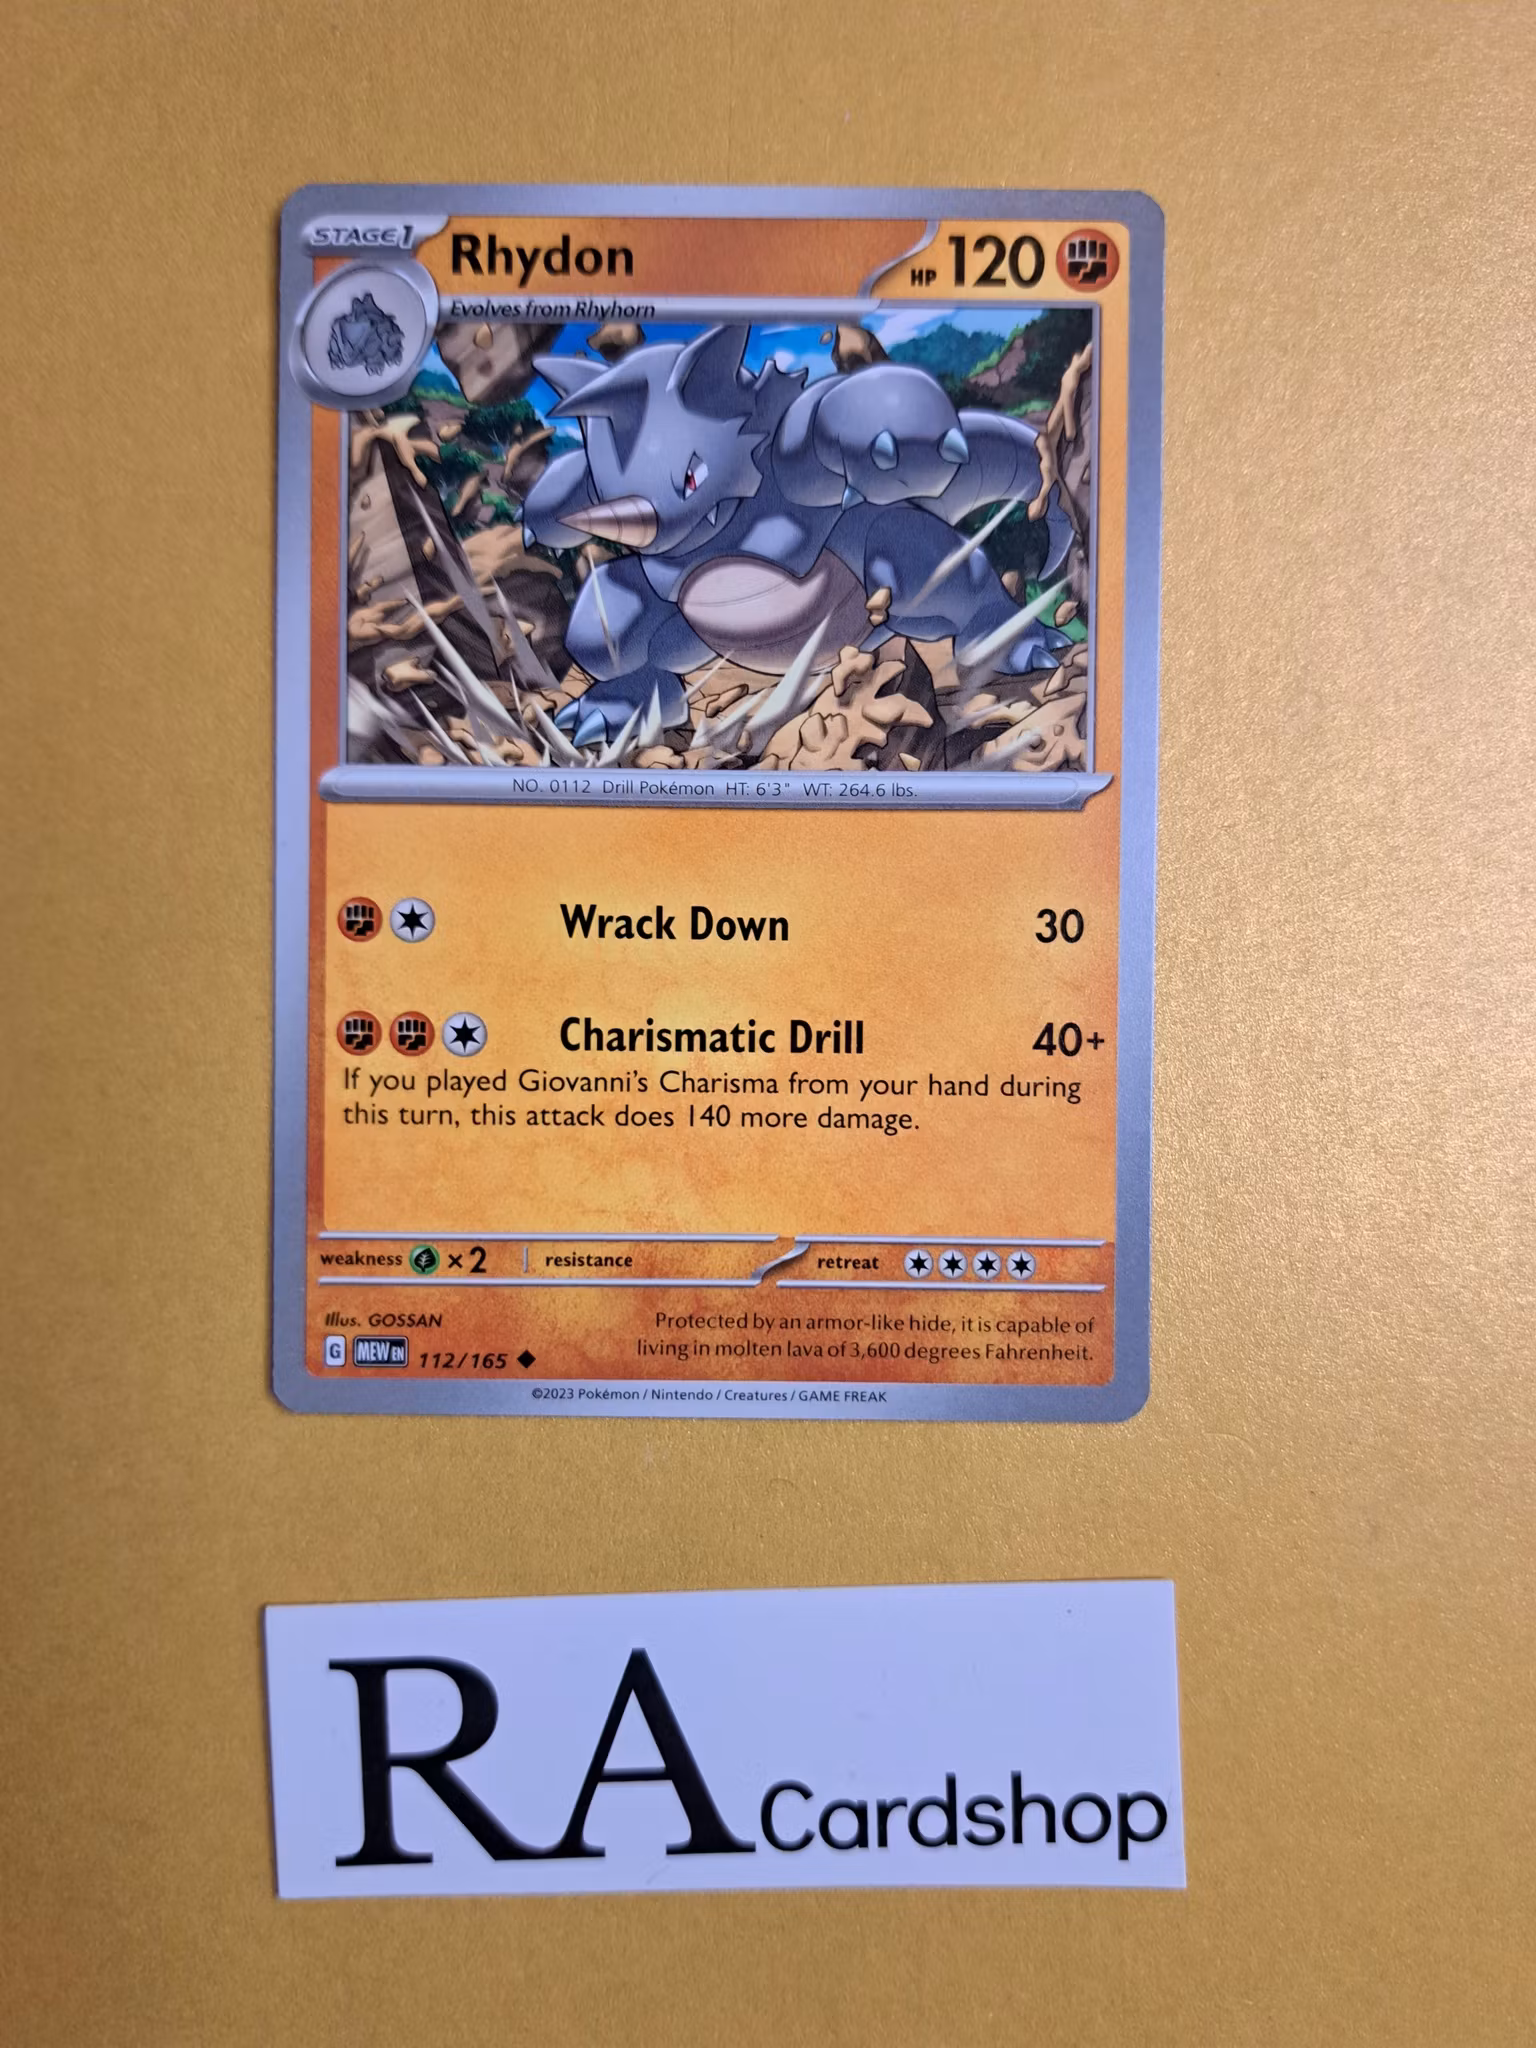 STAGE1
Rhydon
HP 120
Evolves from Rhyhorn
NO. 0112 Drill Pokémon HT: 6'3" WT: 264.6 lbs.
Wrack Down 30
Charismatic Drill 40+
If you played Giovanni's Charisma from your hand during
this turn, this attack does 140 more damage.
weakness ×2 resistance retreat
Illus. GOSSAN
Protected by an armor-like hide, it is capable of
living in molten lava of 3,600 degrees Fahrenheit.
G MEW EN 112/165
©2023 Pokémon / Nintendo / Creatures / GAME FREAK
RA Cardshop